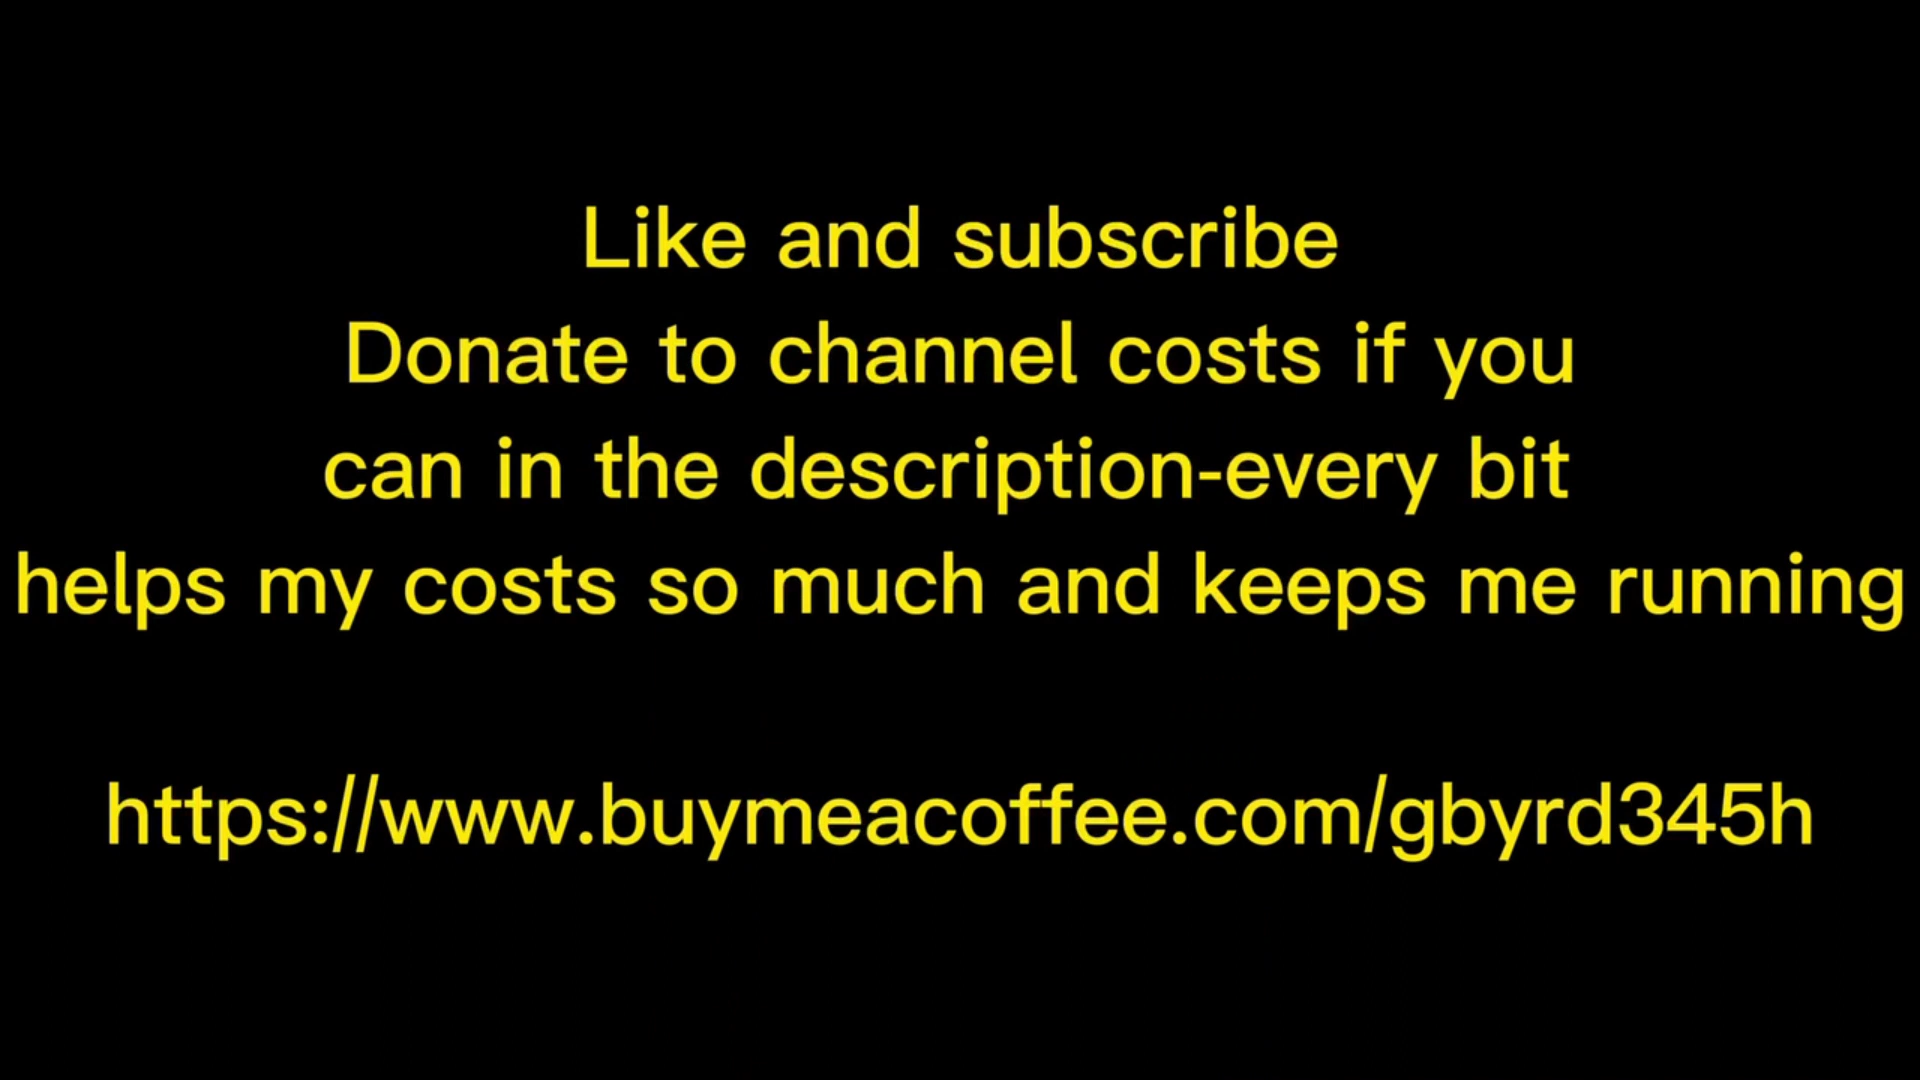 Like and subscribe
Donate to channel costs if you
can in the description-every bit
helps my costs so much and keeps me running
https://www.buymeacoffee.com/gbyrd345h